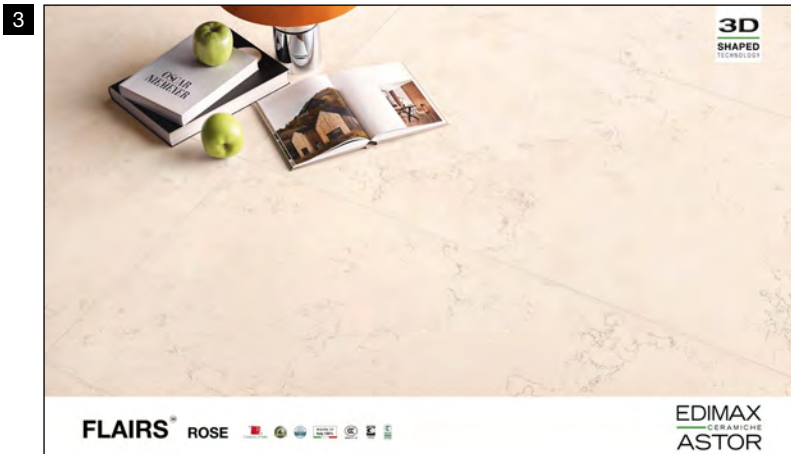 3
3D
SHAPED
TECHNOLOGY
OSCAR
NIEMEYER
FLAIRS ROSE
EDIMAX
CERAMICHE
ASTOR